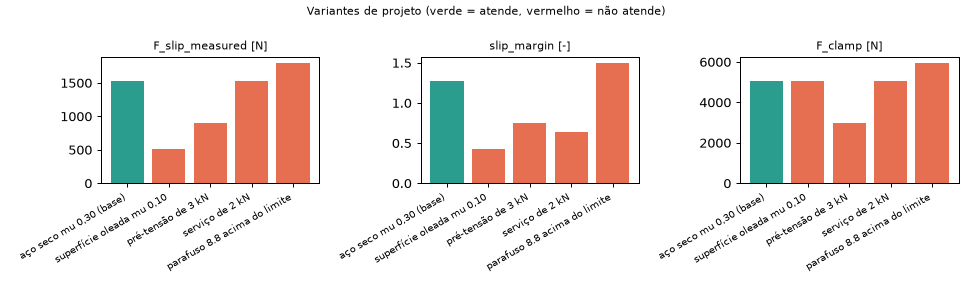 Variantes de projeto (verde = atende, vermelho = não atende)
F_slip_measured [N]
1500
1000
500
0
aço seco mu 0.30 (base)
superfície oleada mu 0.10
pré-tensão de 3 kN
serviço de 2 kN
parafuso 8.8 acima do limite
slip_margin [-]
1.5
1.0
0.5
0.0
aço seco mu 0.30 (base)
superfície oleada mu 0.10
pré-tensão de 3 kN
serviço de 2 kN
parafuso 8.8 acima do limite
F_clamp [N]
6000
4000
2000
0
aço seco mu 0.30 (base)
superfície oleada mu 0.10
pré-tensão de 3 kN
serviço de 2 kN
parafuso 8.8 acima do limite